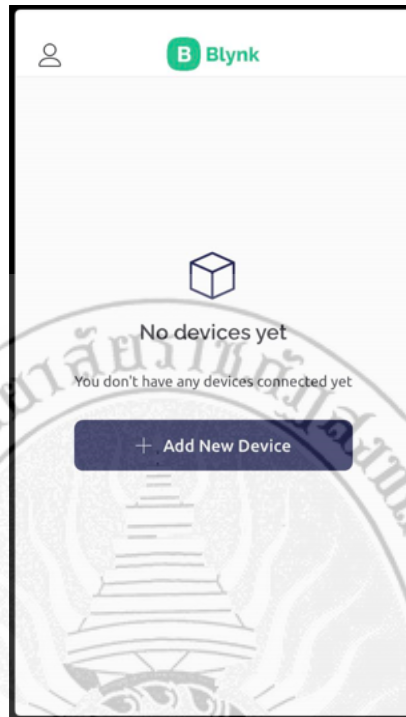 B Blynk
No devices yet
You don't have any devices connected yet
+ Add New Device